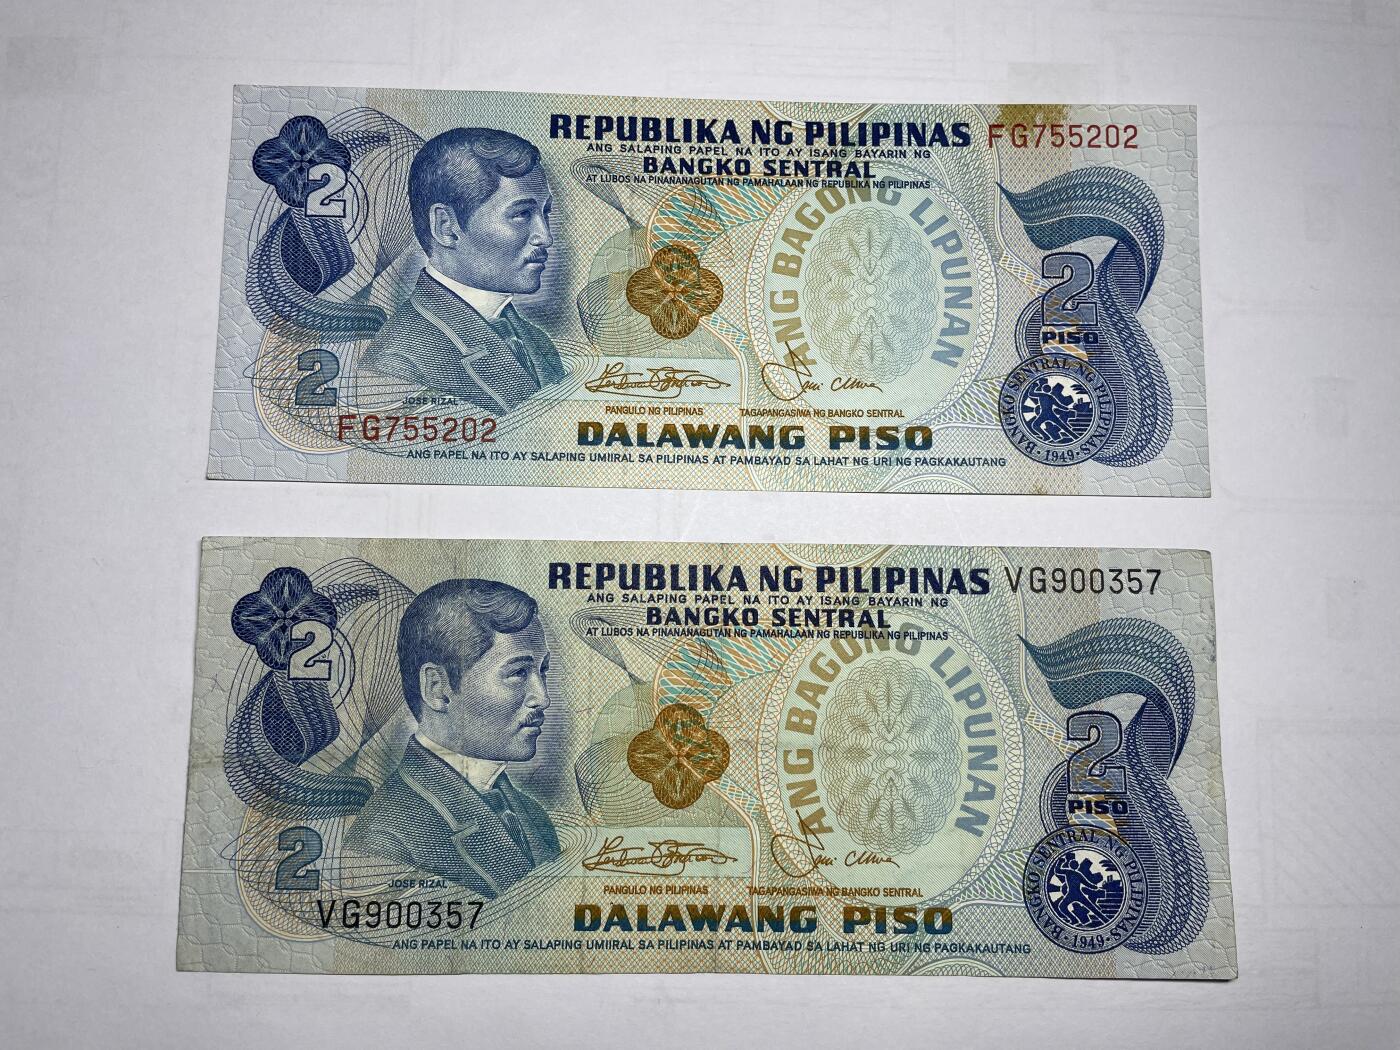 REPUBLIKA NG PILIPINAS FG755202
ANG SALAPING PAPEL NA ITO AY ISANG BAYARIN NG
BANGKO SENTRAL
AT LUBOS NA PINANANAGUTAN NG PAMAHALAAN NG REPUBLIKA NG PILIPINAS
2
ANG BAGONG LIPUNAN
2
PISO
2
JOSE RIZAL
PANGULO NG PILIPINAS
TAGAPANGASIWA NG BANGKO SENTRAL
BANGKO SENTRAL NG PILIPINAS
·1949·
FG755202
DALAWANG PISO
ANG PAPEL NA ITO AY SALAPING UMIIRAL SA PILIPINAS AT PAMBAYAD SA LAHAT NG URI NG PAGKAKAUTANG
REPUBLIKA NG PILIPINAS VG900357
ANG SALAPING PAPEL NA ITO AY ISANG BAYARIN NG
BANGKO SENTRAL
AT LUBOS NA PINANANAGUTAN NG PAMAHALAAN NG REPUBLIKA NG PILIPINAS
2
ANG BAGONG LIPUNAN
2
PISO
2
JOSE RIZAL
PANGULO NG PILIPINAS
TAGAPANGASIWA NG BANGKO SENTRAL
BANGKO SENTRAL NG PILIPINAS
·1949·
VG900357
DALAWANG PISO
ANG PAPEL NA ITO AY SALAPING UMIIRAL SA PILIPINAS AT PAMBAYAD SA LAHAT NG URI NG PAGKAKAUTANG